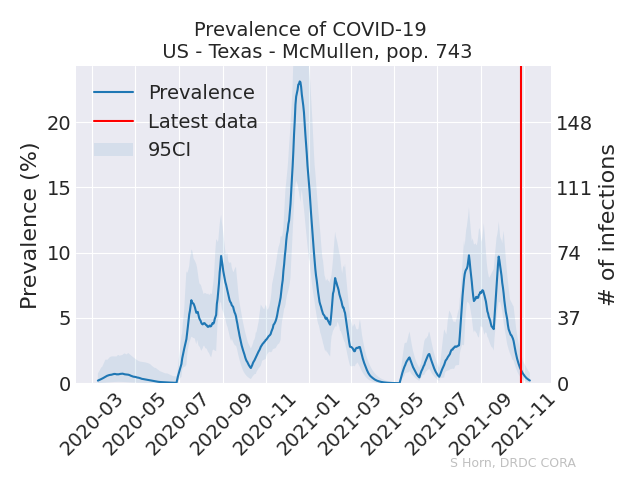 Prevalence of COVID-19
US - Texas - McMullen, pop. 743
Prevalence
Latest data
95CI
Prevalence (%)
20
15
10
5
0
148
111
74
37
0
# of infections
2020-03
2020-05
2020-07
2020-09
2020-11
2021-01
2021-03
2021-05
2021-07
2021-09
2021-11
S Horn, DRDC CORA